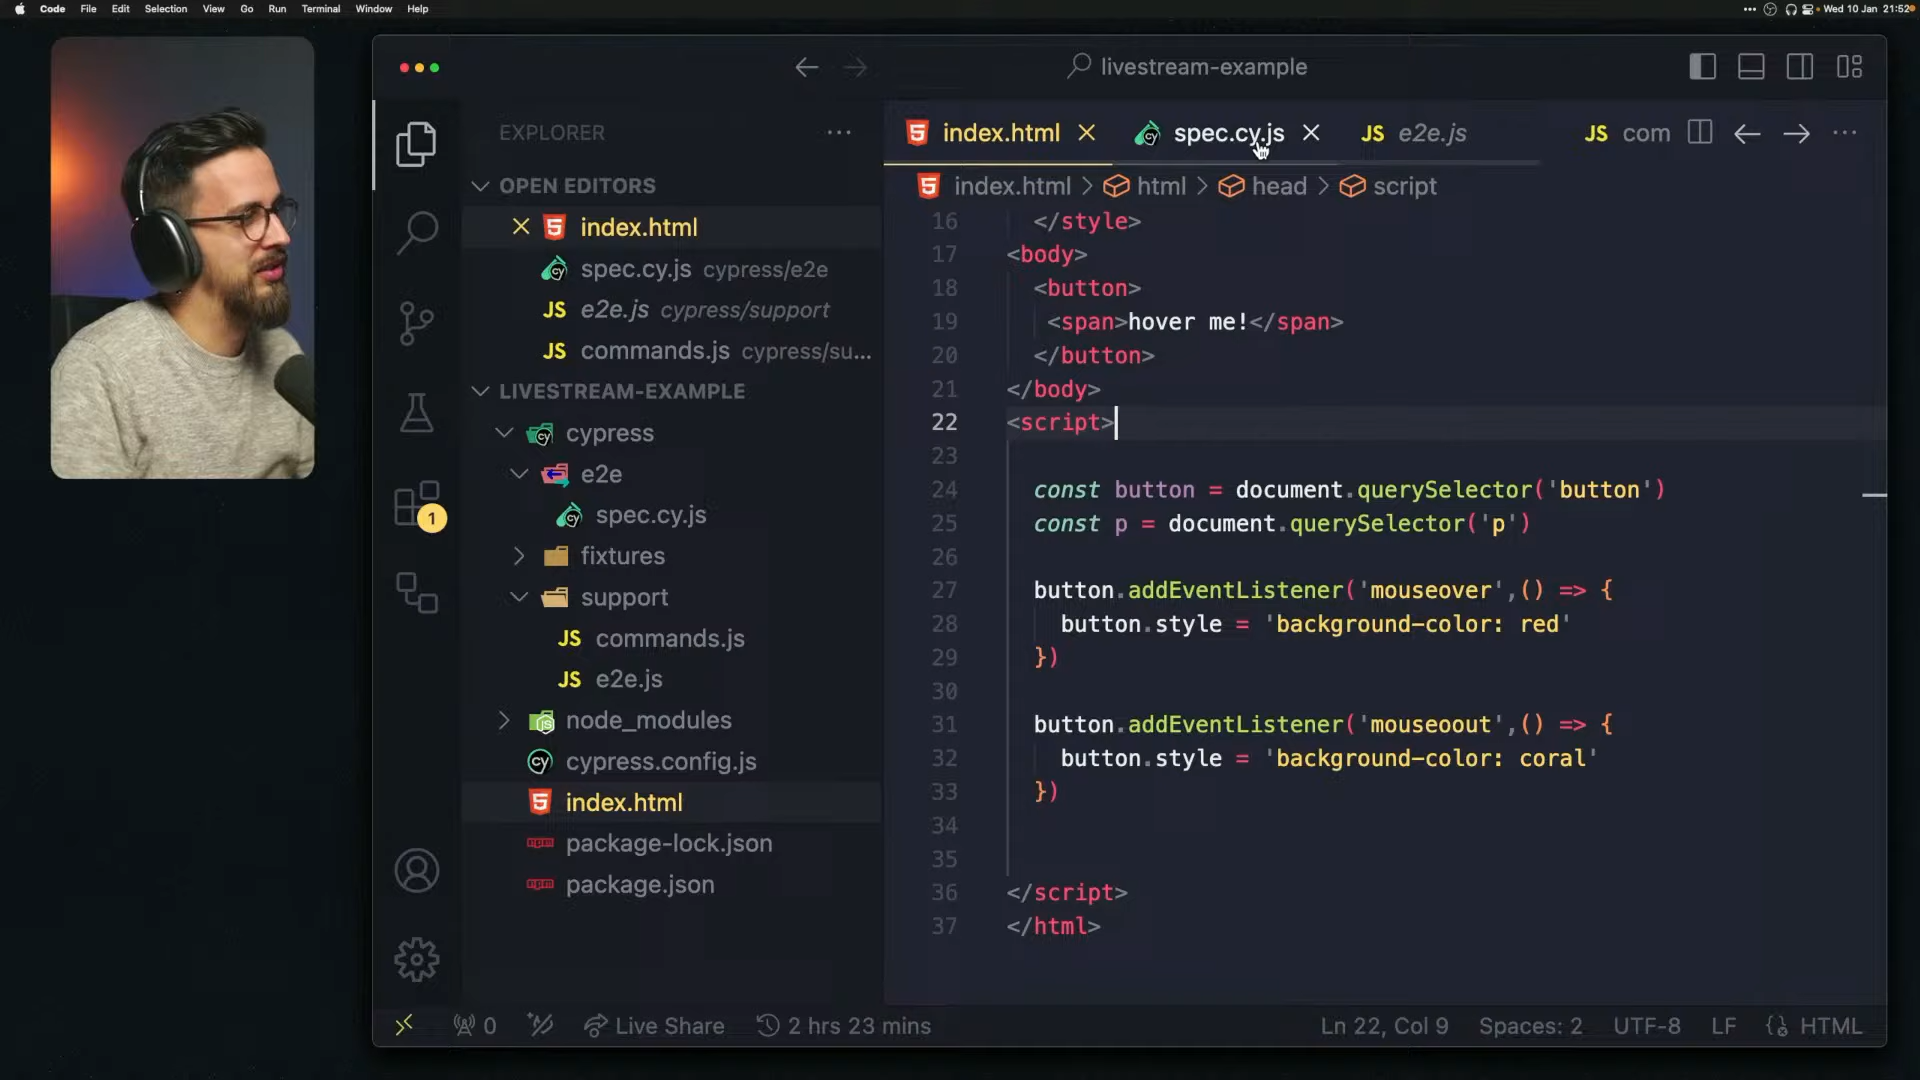 Code File Edit Selection View Go Run Terminal Window Help
Wed 10 Jan 21:52
livestream-example
EXPLORER
OPEN EDITORS
index.html
spec.cy.js cypress/e2e
JS e2e.js cypress/support
JS commands.js cypress/su...
LIVESTREAM-EXAMPLE
cypress
e2e
spec.cy.js
fixtures
support
JS commands.js
JS e2e.js
node_modules
cypress.config.js
index.html
package-lock.json
package.json
1
index.html spec.cy.js JS e2e.js JS com
index.html > html > head > script
16 </style>
17 <body>
18 <button>
19 <span>hover me!</span>
20 </button>
21 </body>
22 <script>
23
24 const button = document.querySelector('button')
25 const p = document.querySelector('p')
26
27 button.addEventListener('mouseover',() => {
28 button.style = 'background-color: red'
29 })
30
31 button.addEventListener('mouseoout',() => {
32 button.style = 'background-color: coral'
33 })
34
35
36 </script>
37 </html>
0 Live Share 2 hrs 23 mins Ln 22, Col 9 Spaces: 2 UTF-8 LF HTML